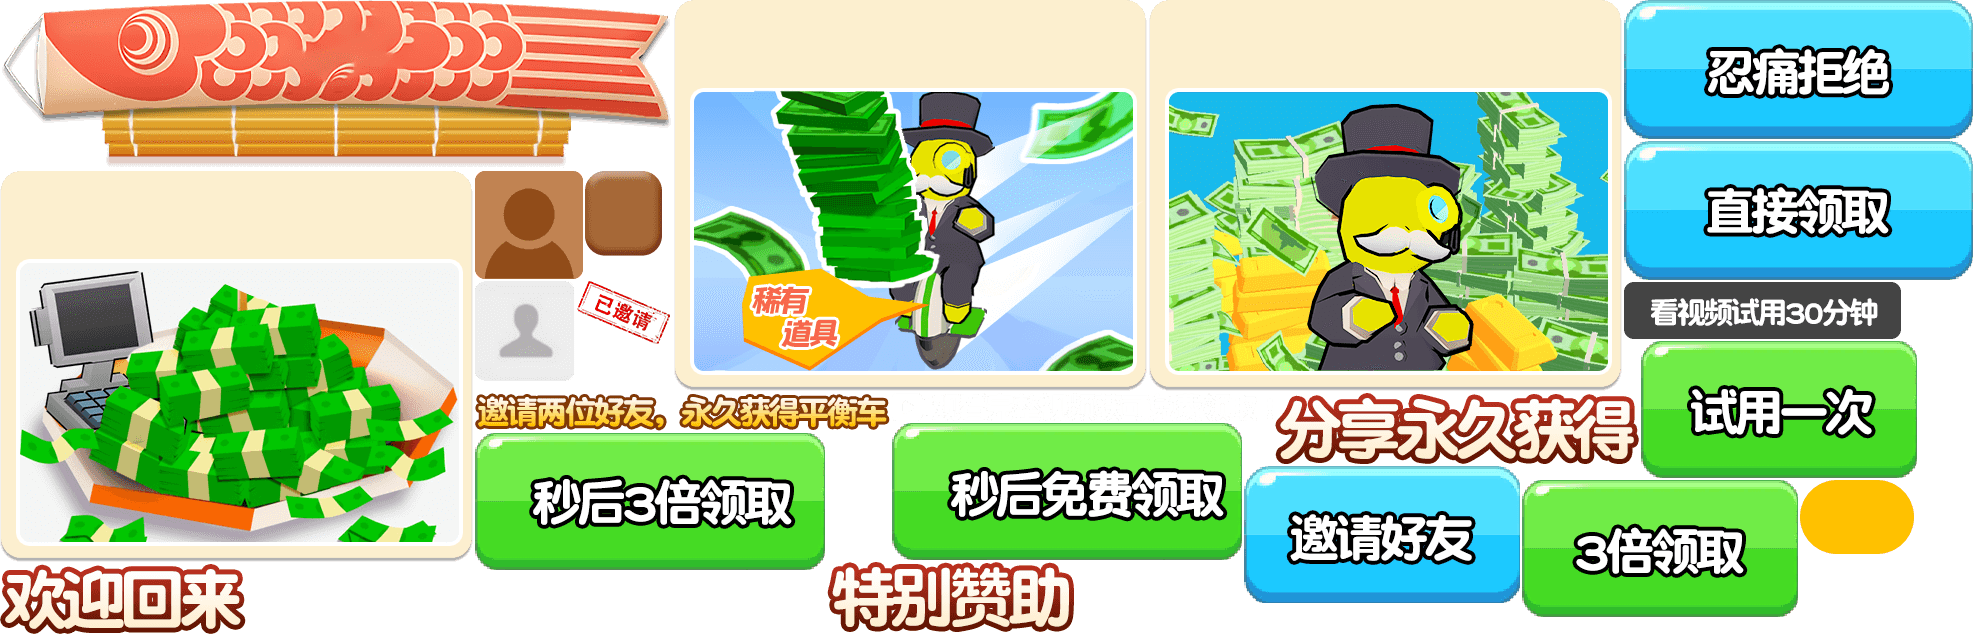 忍痛拒绝
直接领取
已邀请
稀有
道具
看视频试用30分钟
邀请两位好友，永久获得平衡车
分享永久获得
试用一次
秒后3倍领取
秒后免费领取
邀请好友
3倍领取
欢迎回来
特别赞助